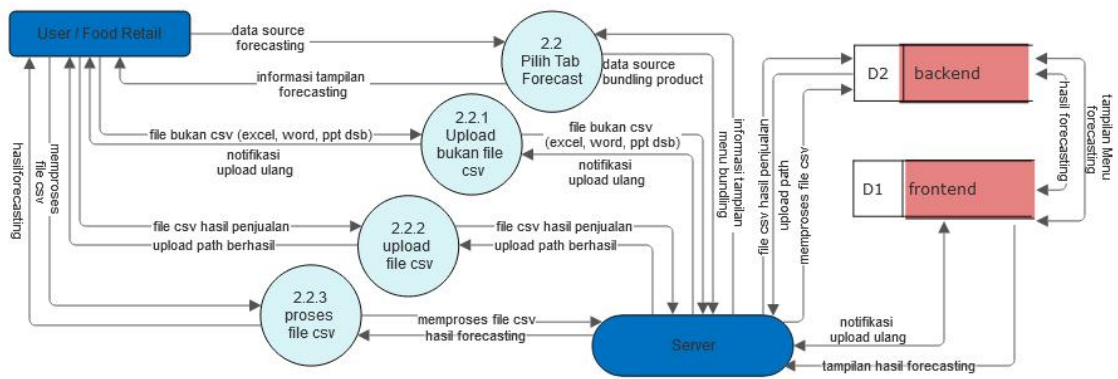 User / Food Retail
data source
forecasting
informasi tampilan
forecasting
2.2
Pilih Tab
Forecast
data source
bundling product
file bukan csv (excel, word, ppt dsb)
notifikasi
upload ulang
2.2.1
Upload
bukan file
csv
file bukan csv
(excel, word, ppt dsb)
notifikasi
upload ulang
informasi tampilan
menu bundling
hasilforecasting
memproses
file csv
file csv hasil penjualan
upload path berhasil
2.2.2
upload
file csv
file csv hasil penjualan
upload path berhasil
2.2.3
proses
file csv
memproses file csv
hasil forecasting
Server
file csv hasil penjualan
upload path
memproses file csv
D2
backend
D1
frontend
hasil forecasting
tampilan Menu
forecasting
notifikasi
upload ulang
tampilan hasil forecasting